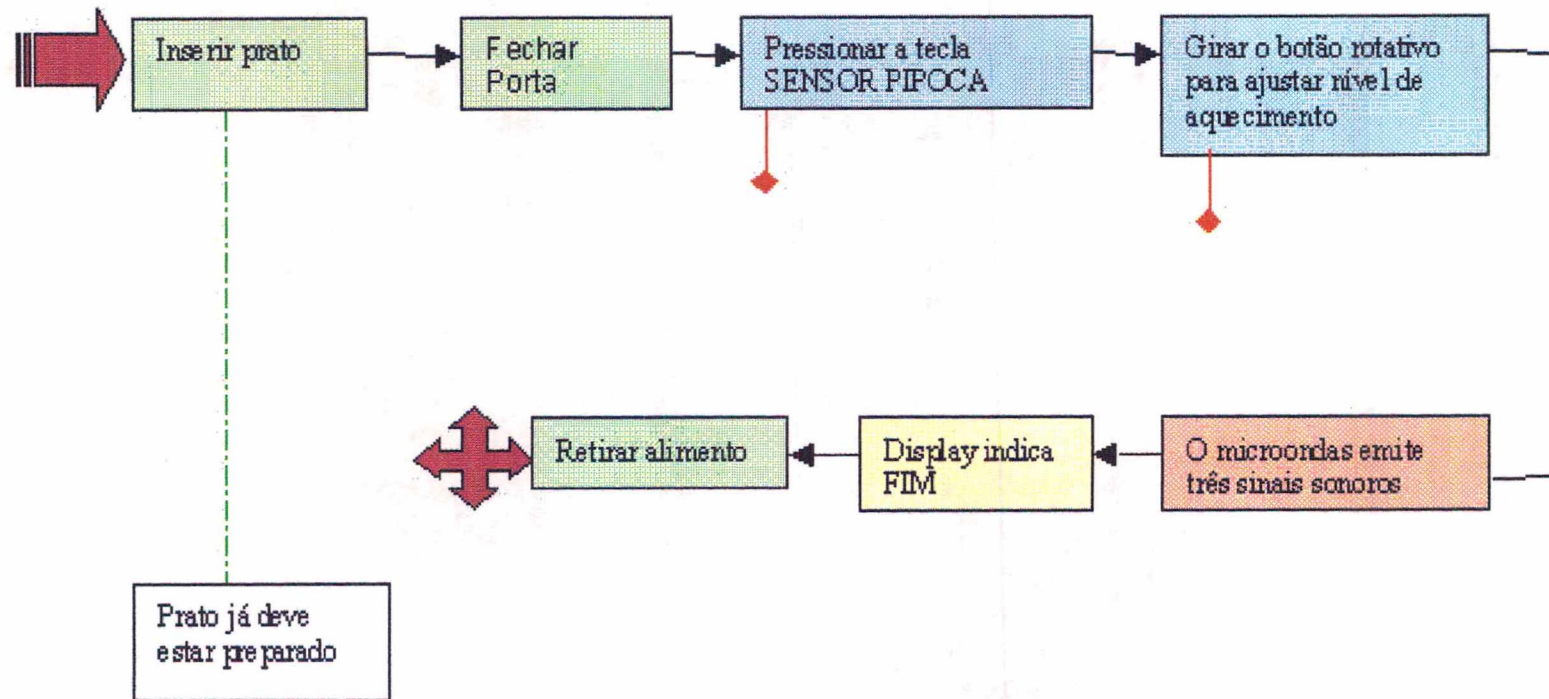 Inserir prato
Fechar
Porta
Pressionar a tecla
SENSOR PIPOCA
Girar o botão rotativo
para ajustar nível de
aquecimento
Retirar alimento
Display indica
FIM
O microondas emite
três sinais sonoros
Prato já deve
estar preparado